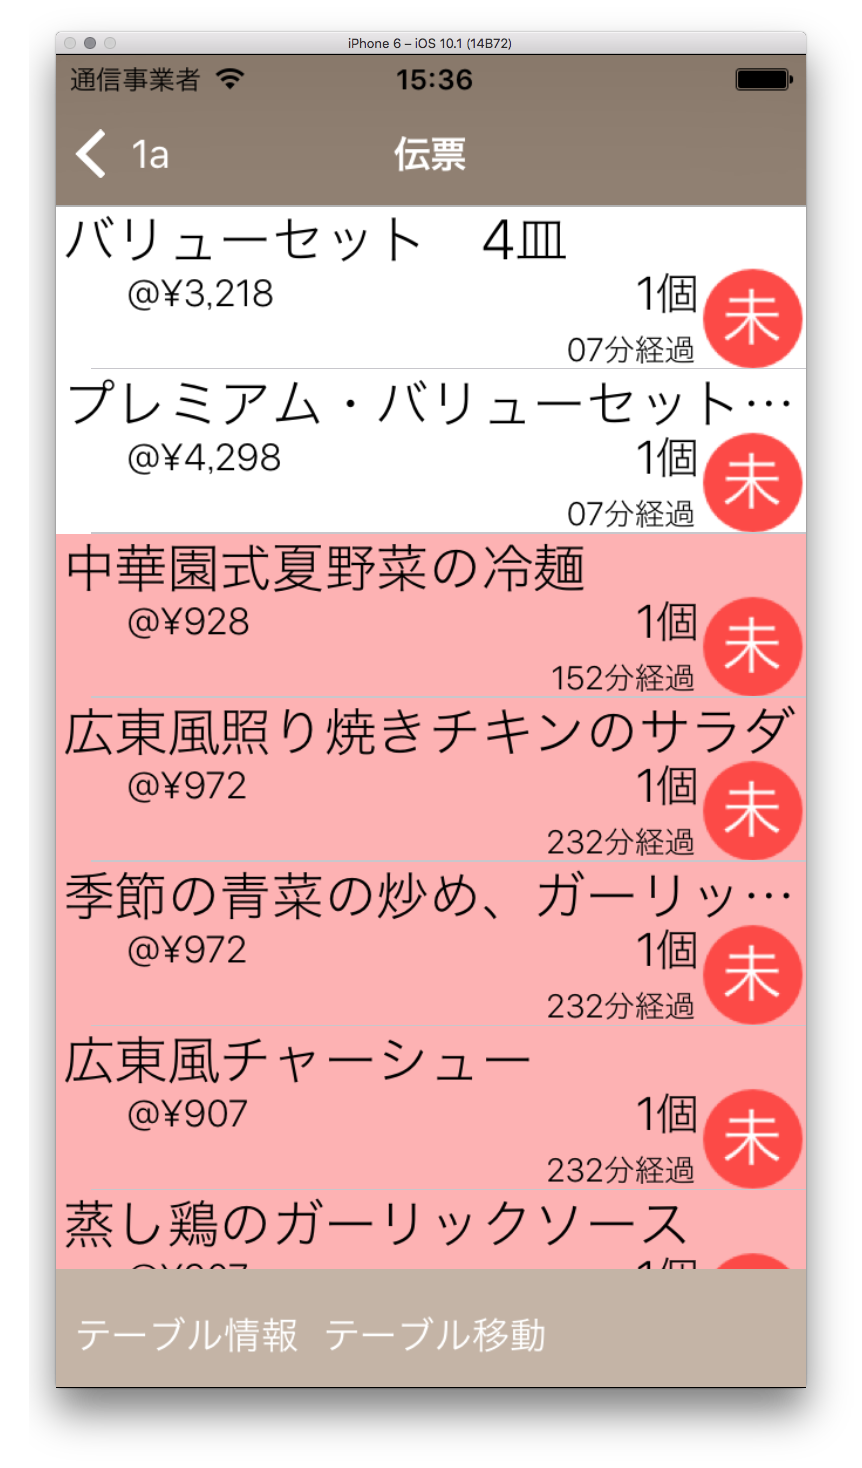 iPhone 6 – iOS 10.1 (14B72)
通信事業者 15:36
1a 伝票
バリューセット　4皿
@¥3,218 1個
未
07分経過
プレミアム・バリューセット…
@¥4,298 1個
未
07分経過
中華園式夏野菜の冷麺
@¥928 1個
未
152分経過
広東風照り焼きチキンのサラダ
@¥972 1個
未
232分経過
季節の青菜の炒め、ガーリッ…
@¥972 1個
未
232分経過
広東風チャーシュー
@¥907 1個
未
232分経過
蒸し鶏のガーリックソース
1個
テーブル情報 テーブル移動